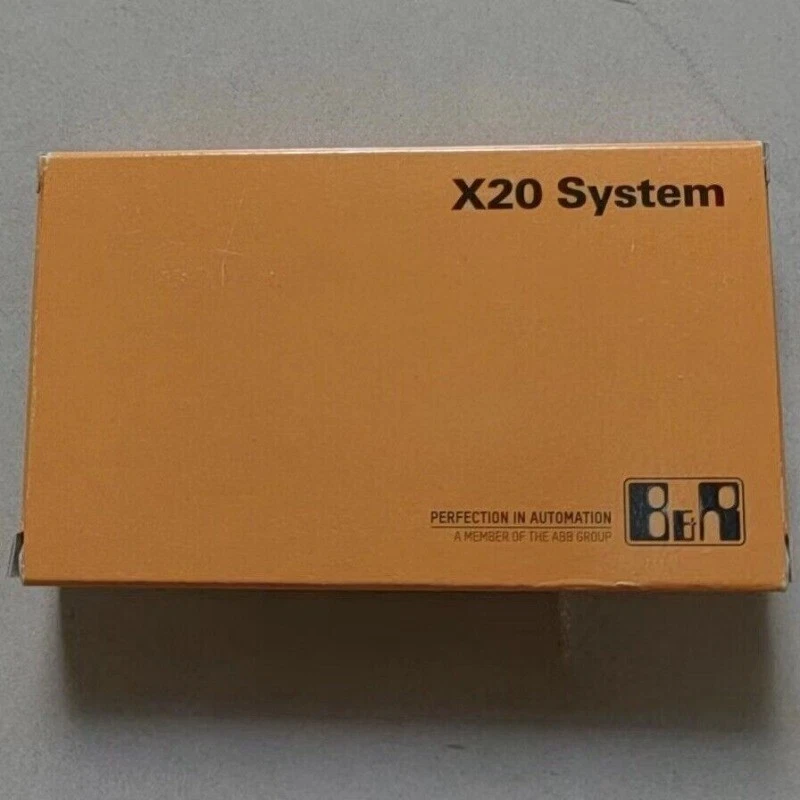 X20 System
PERFECTION IN AUTOMATION
A MEMBER OF THE ABB GROUP
B&R